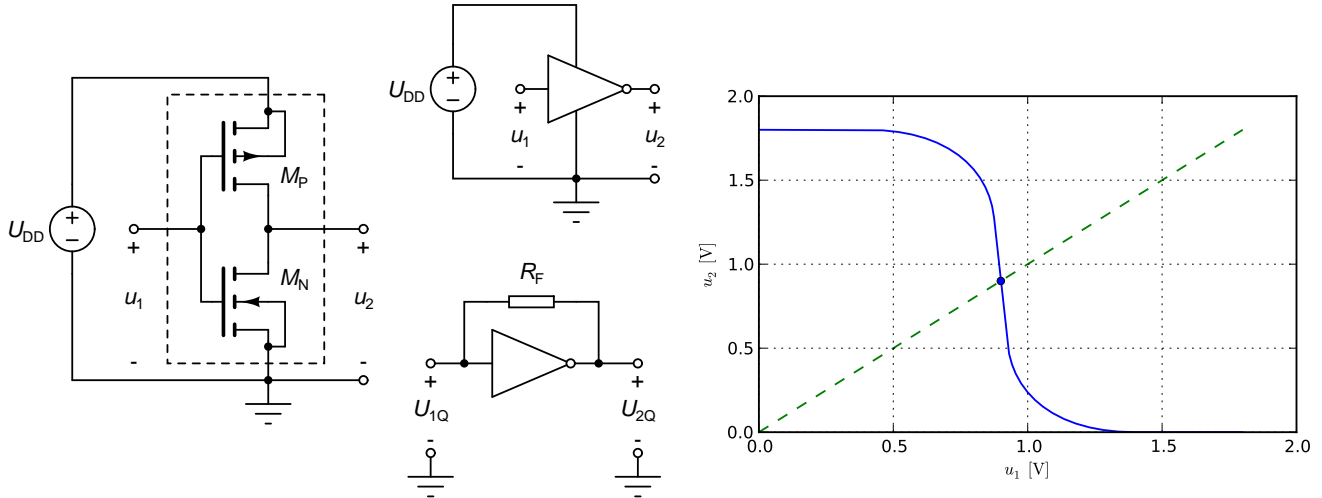 U_DD
+
−
u_1
+
-
M_P
M_N
u_2
+
-
U_DD
+
−
u_1
+
-
u_2
+
-
R_F
U_1Q
+
-
U_2Q
+
-
2.0
1.5
1.0
0.5
0.0
u_2 [V]
0.0 0.5 1.0 1.5 2.0
u_1 [V]